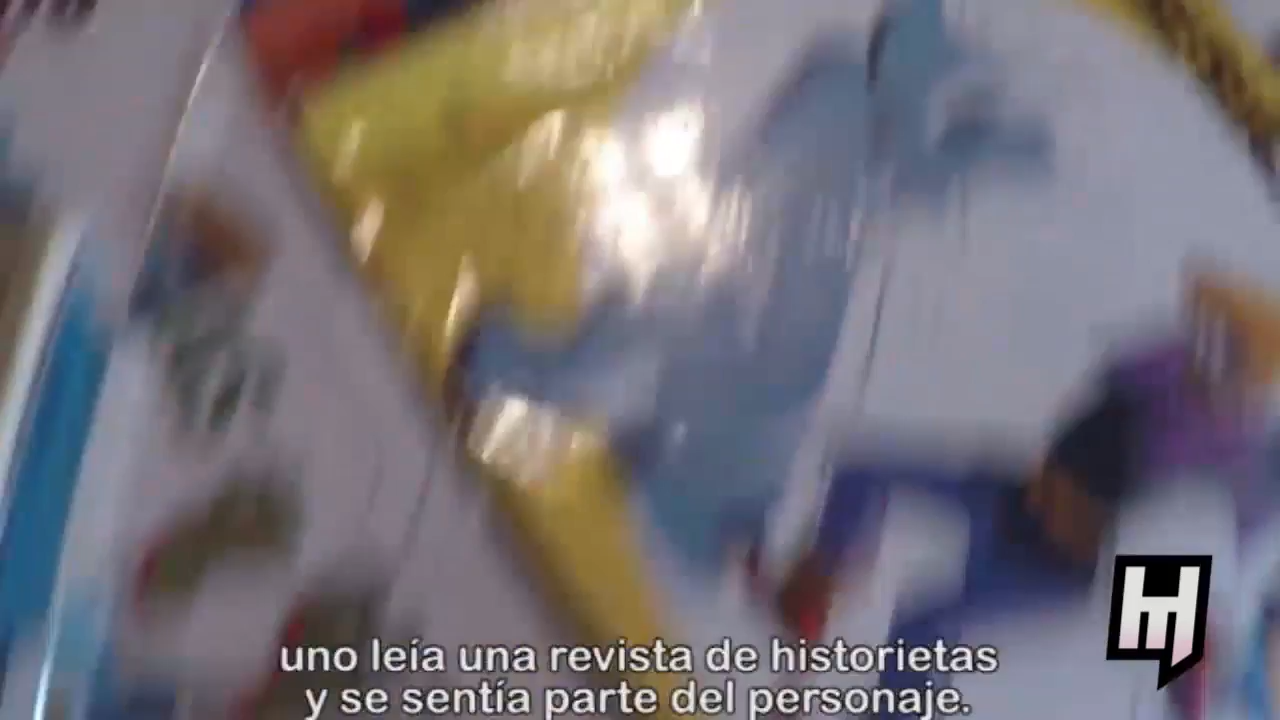 uno leía una revista de historietas
y se sentía parte del personaje.